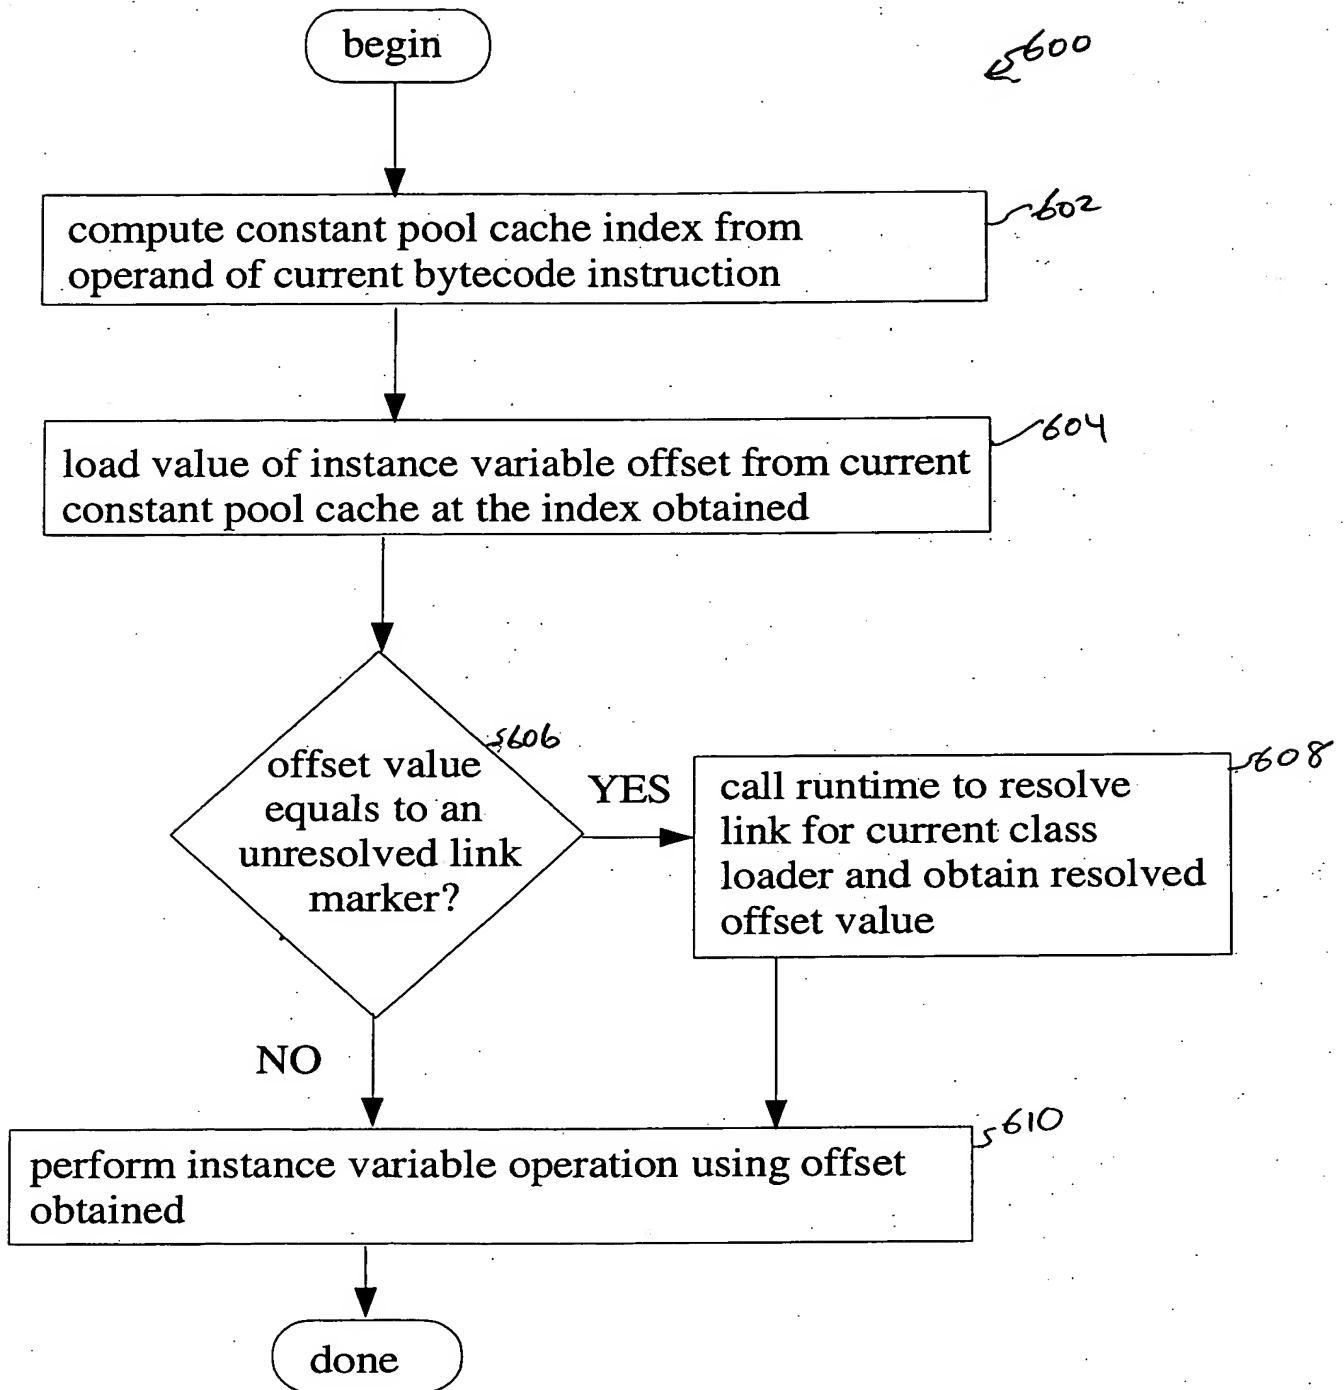 begin
600
602
compute constant pool cache index from
operand of current bytecode instruction
604
load value of instance variable offset from current
constant pool cache at the index obtained
606
offset value
equals to an
unresolved link
marker?
YES
608
call runtime to resolve
link for current class
loader and obtain resolved
offset value
NO
610
perform instance variable operation using offset
obtained
done